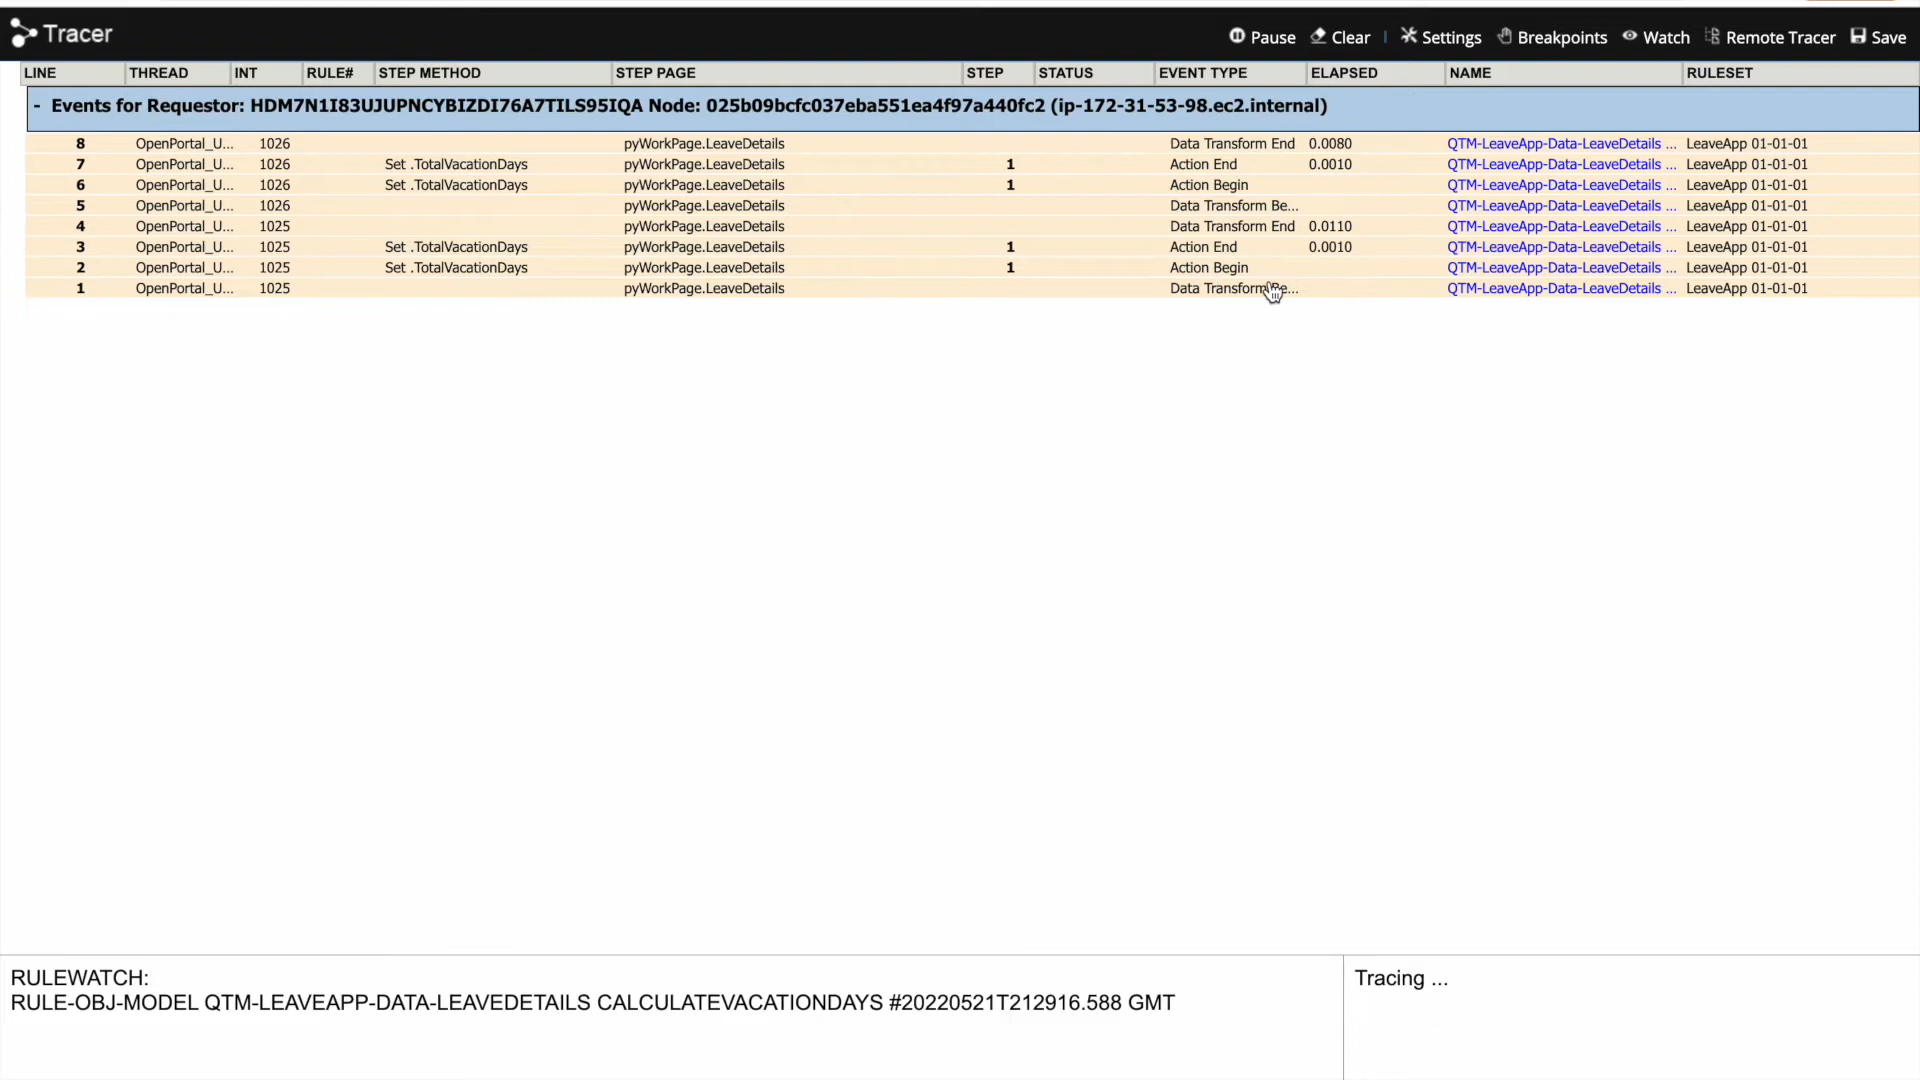 Tracer
Pause Clear | Settings Breakpoints Watch Remote Tracer Save
LINE THREAD INT RULE# STEP METHOD STEP PAGE STEP STATUS EVENT TYPE ELAPSED NAME RULESET
- Events for Requestor: HDM7N1I83UJUPNCYBIZDI76A7TILS95IQA Node: 025b09bcfc037eba551ea4f97a440fc2 (ip-172-31-53-98.ec2.internal)
8 OpenPortal_U... 1026 pyWorkPage.LeaveDetails Data Transform End 0.0080 QTM-LeaveApp-Data-LeaveDetails ... LeaveApp 01-01-01
7 OpenPortal_U... 1026 Set .TotalVacationDays pyWorkPage.LeaveDetails 1 Action End 0.0010 QTM-LeaveApp-Data-LeaveDetails ... LeaveApp 01-01-01
6 OpenPortal_U... 1026 Set .TotalVacationDays pyWorkPage.LeaveDetails 1 Action Begin QTM-LeaveApp-Data-LeaveDetails ... LeaveApp 01-01-01
5 OpenPortal_U... 1026 pyWorkPage.LeaveDetails Data Transform Be... QTM-LeaveApp-Data-LeaveDetails ... LeaveApp 01-01-01
4 OpenPortal_U... 1025 pyWorkPage.LeaveDetails Data Transform End 0.0110 QTM-LeaveApp-Data-LeaveDetails ... LeaveApp 01-01-01
3 OpenPortal_U... 1025 Set .TotalVacationDays pyWorkPage.LeaveDetails 1 Action End 0.0010 QTM-LeaveApp-Data-LeaveDetails ... LeaveApp 01-01-01
2 OpenPortal_U... 1025 Set .TotalVacationDays pyWorkPage.LeaveDetails 1 Action Begin QTM-LeaveApp-Data-LeaveDetails ... LeaveApp 01-01-01
1 OpenPortal_U... 1025 pyWorkPage.LeaveDetails Data Transform Be... QTM-LeaveApp-Data-LeaveDetails ... LeaveApp 01-01-01
RULEWATCH:
RULE-OBJ-MODEL QTM-LEAVEAPP-DATA-LEAVEDETAILS CALCULATEVACATIONDAYS #20220521T212916.588 GMT
Tracing ...